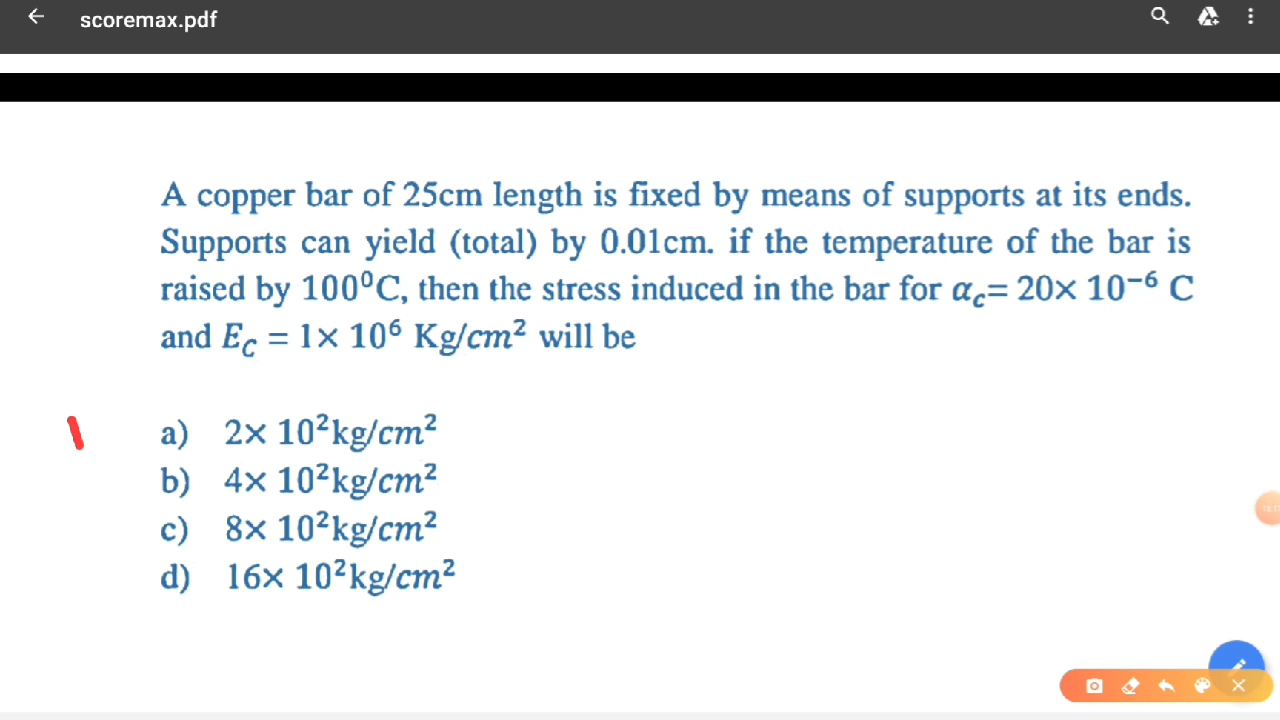 scoremax.pdf
A copper bar of 25cm length is fixed by means of supports at its ends.
Supports can yield (total) by 0.01cm. if the temperature of the bar is
raised by 100⁰C, then the stress induced in the bar for α_c= 20× 10⁻⁶ C
and E_C = 1× 10⁶ Kg/cm² will be
a) 2× 10²kg/cm²
b) 4× 10²kg/cm²
c) 8× 10²kg/cm²
d) 16× 10²kg/cm²